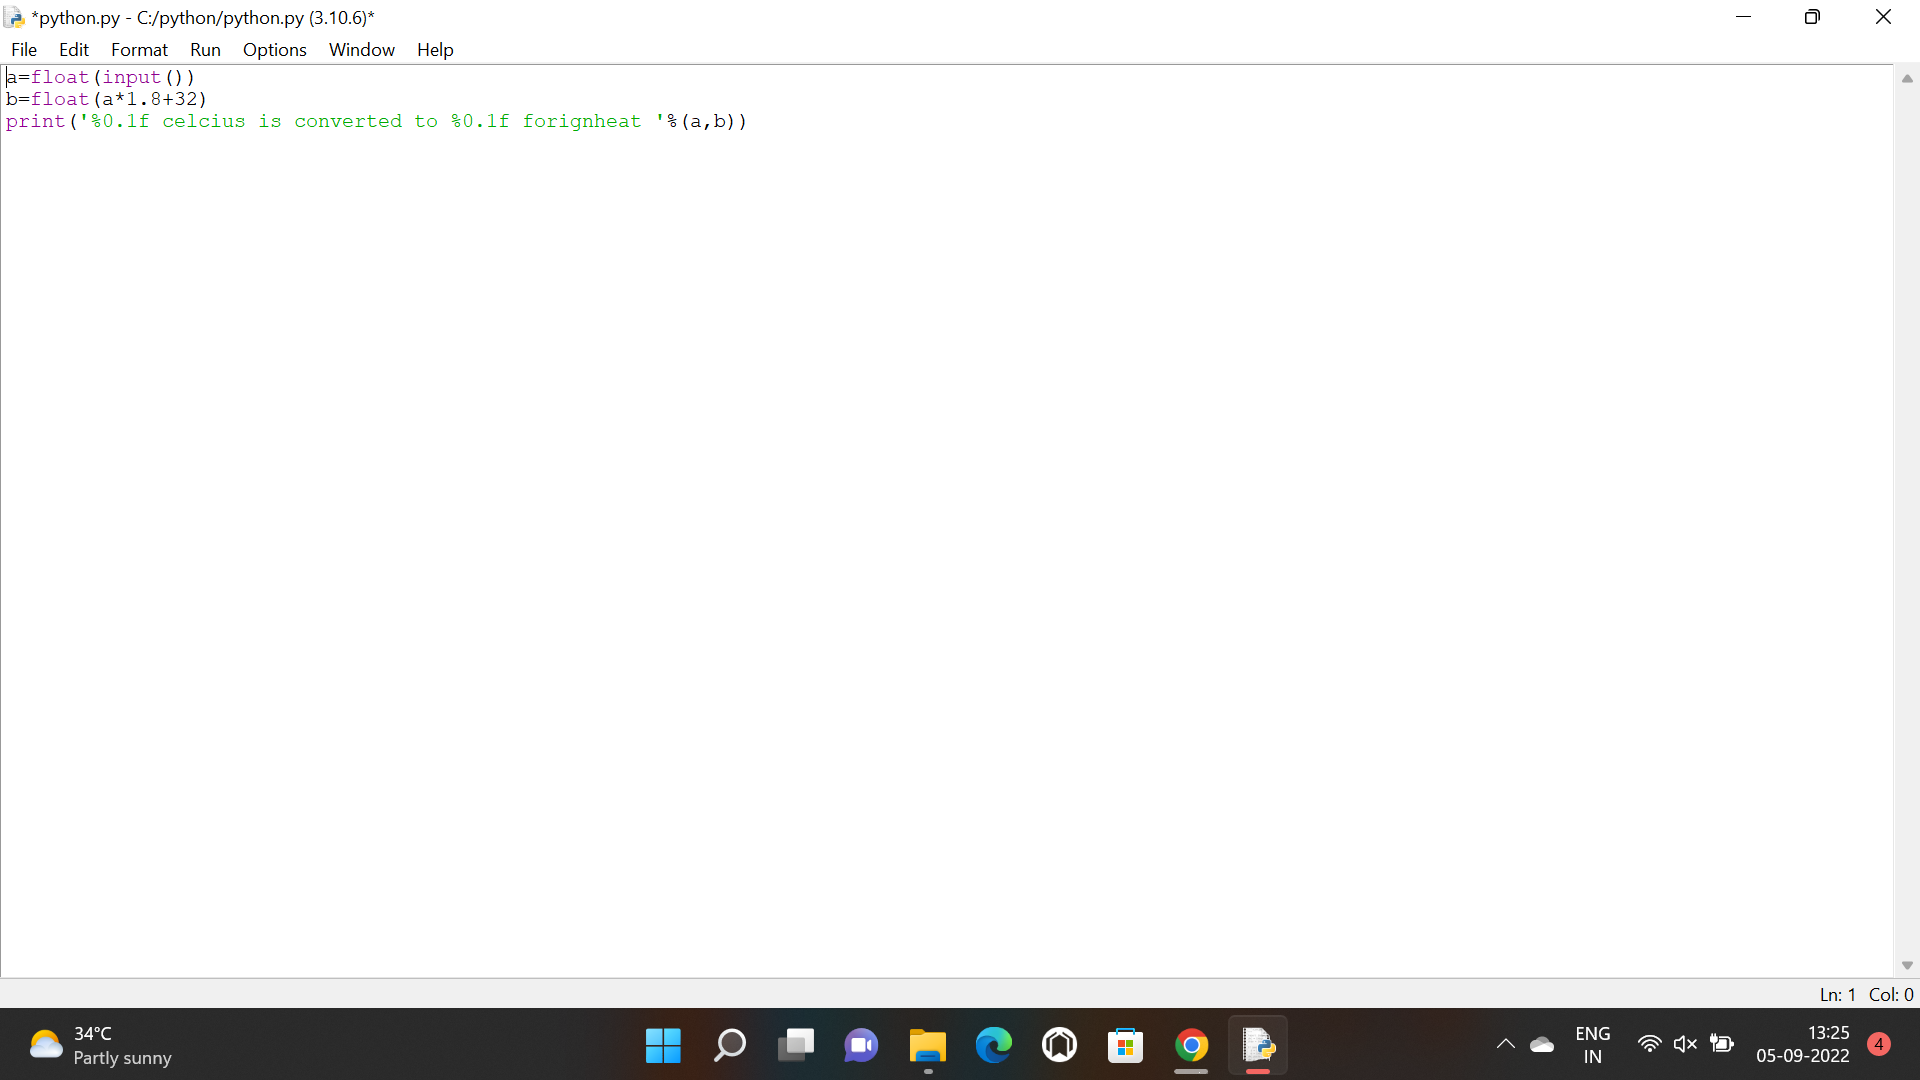 *python.py - C:/python/python.py (3.10.6)*
File Edit Format Run Options Window Help
a=float(input())
b=float(a*1.8+32)
print('%0.1f celcius is converted to %0.1f forignheat '%(a,b))
Ln: 1 Col: 0
34°C
Partly sunny
ENG
IN
13:25
05-09-2022
4